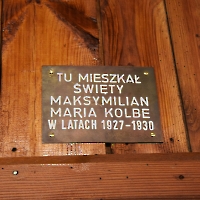 TU MIESZKAŁ
ŚWIĘTY
MAKSYMILIAN
MARIA KOLBE
W LATACH 1927-1930